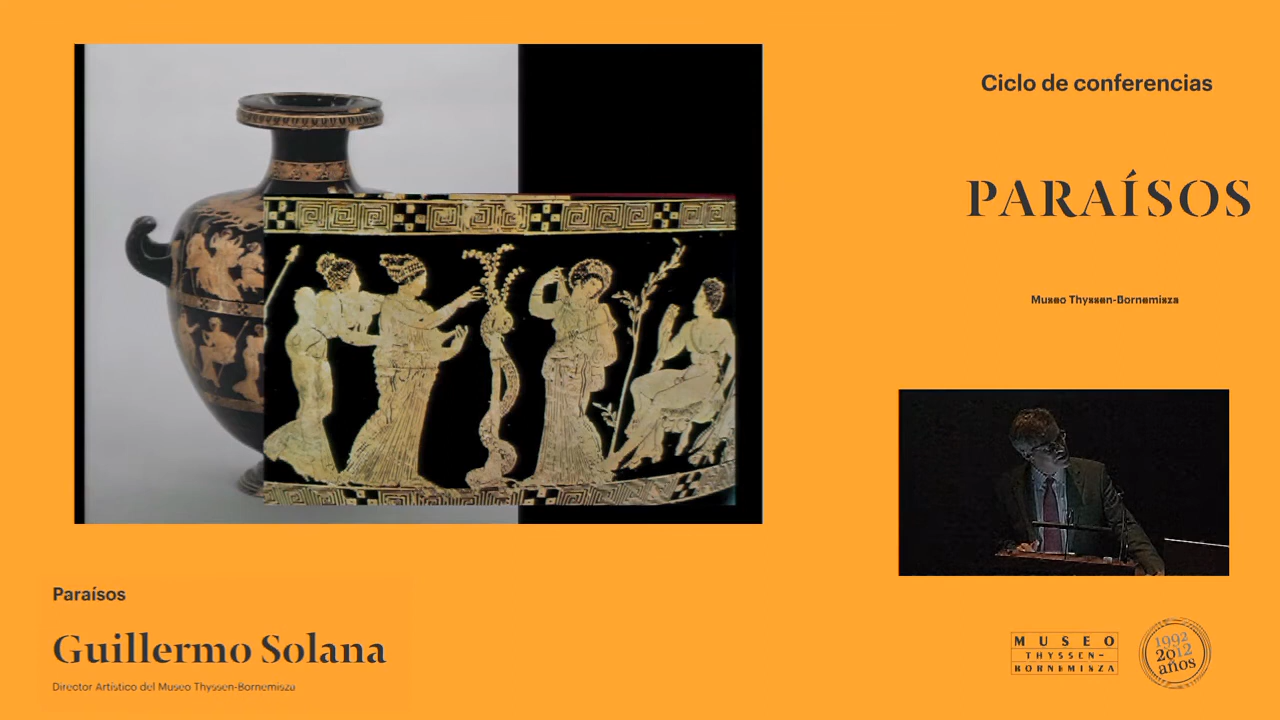 Ciclo de conferencias
PARAÍSOS
Museo Thyssen-Bornemisza
Paraísos
Guillermo Solana
Director Artístico del Museo Thyssen-Bornemisza
MUSEO
THYSSEN-
BORNEMISZA
1992
2012
años